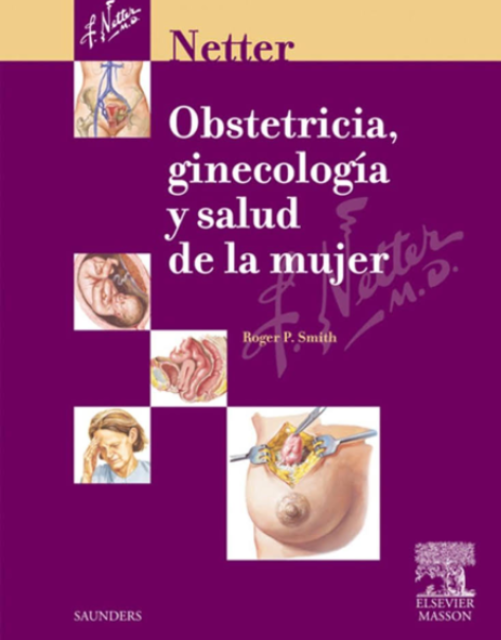 F. Netter
M.D.
Netter
Obstetricia,
ginecología
y salud
de la mujer
F. Netter
M.D.
Roger P. Smith
SAUNDERS
ELSEVIER
MASSON